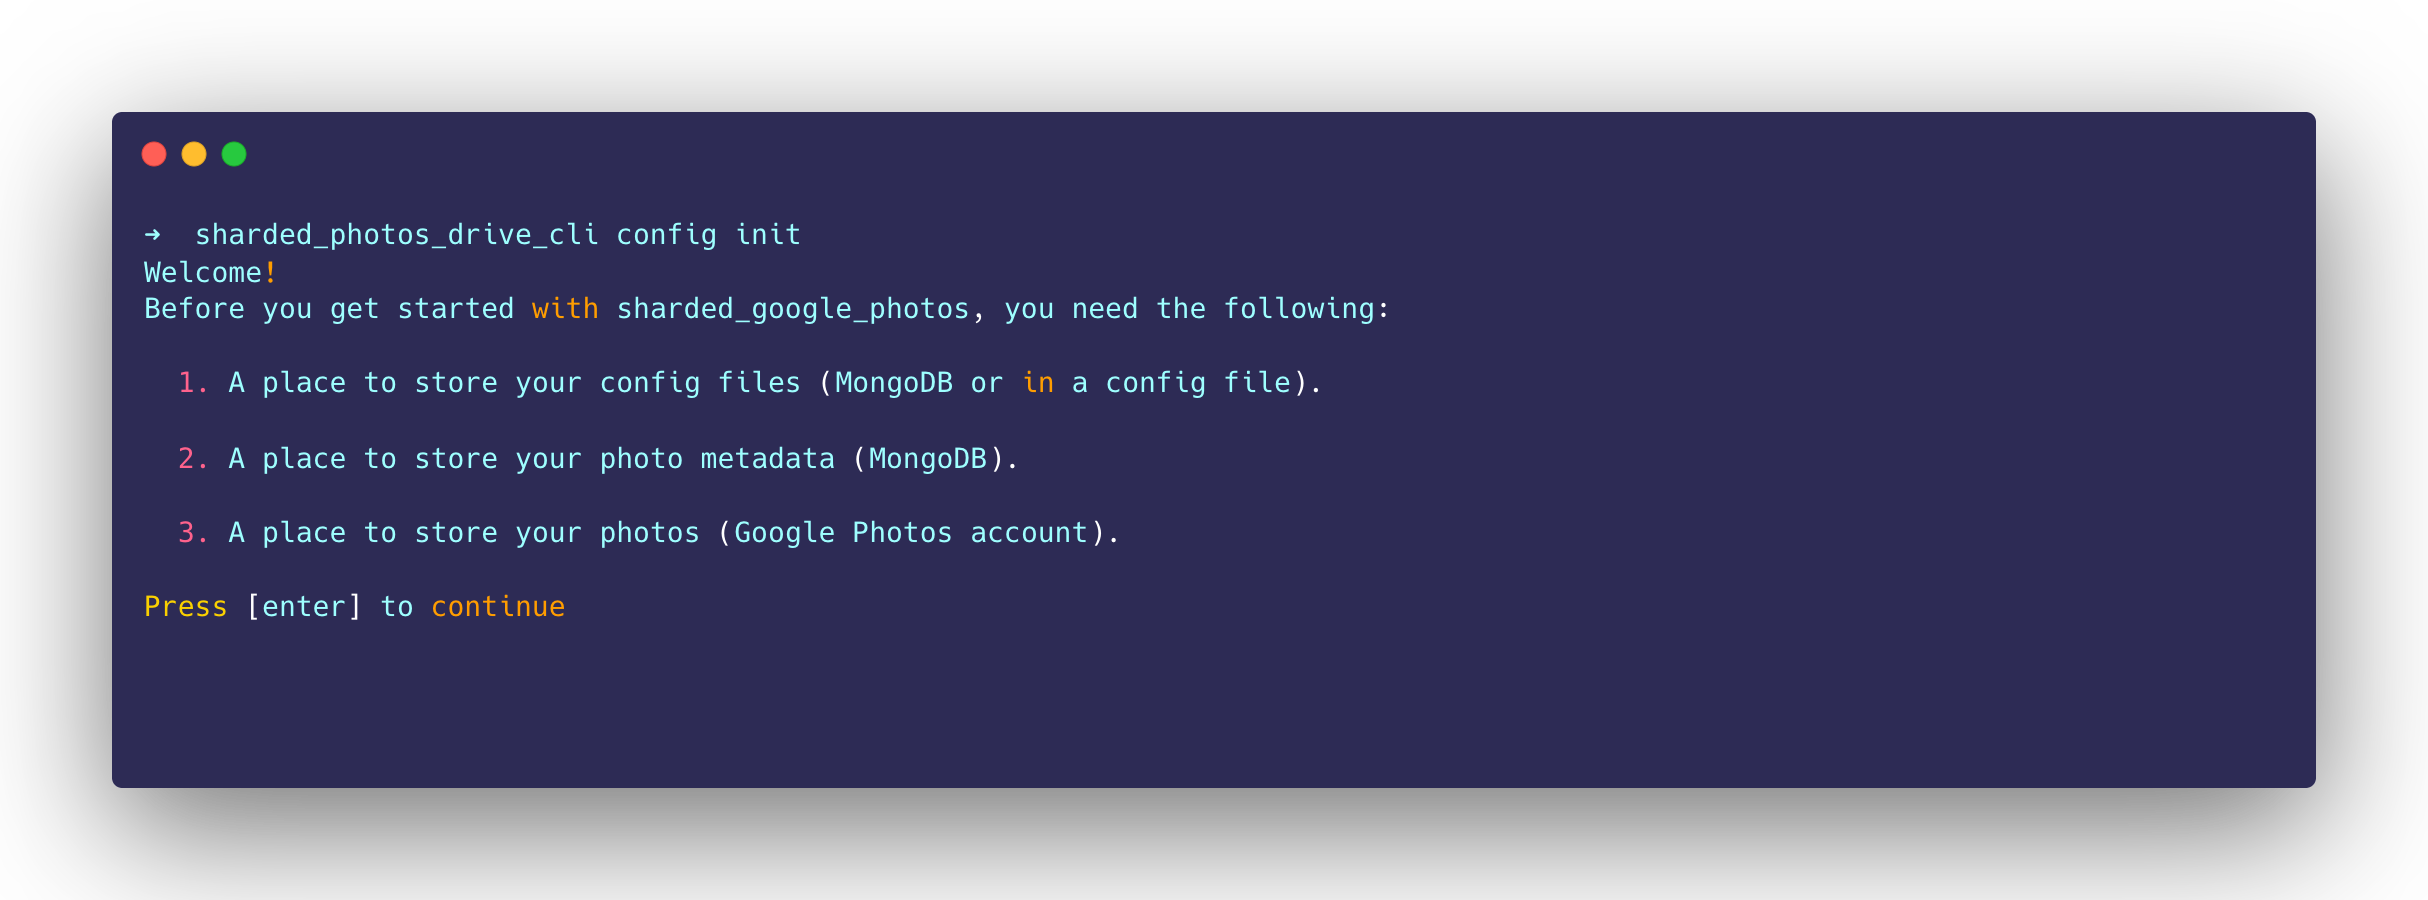 ➜  sharded_photos_drive_cli config init
Welcome!
Before you get started with sharded_google_photos, you need the following:
1. A place to store your config files (MongoDB or in a config file).
2. A place to store your photo metadata (MongoDB).
3. A place to store your photos (Google Photos account).
Press [enter] to continue